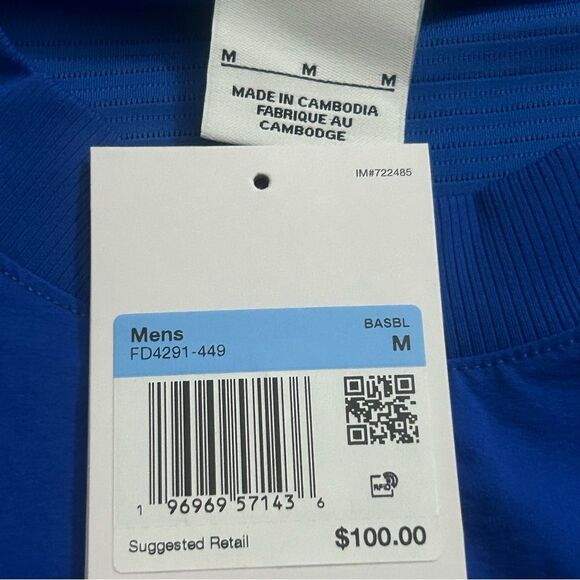 M M M
MADE IN CAMBODIA
FABRIQUE AU
CAMBODGE
IM#722485
Mens BASBL
FD4291-449 M
RFID
1 96969 57143 6
Suggested Retail $100.00